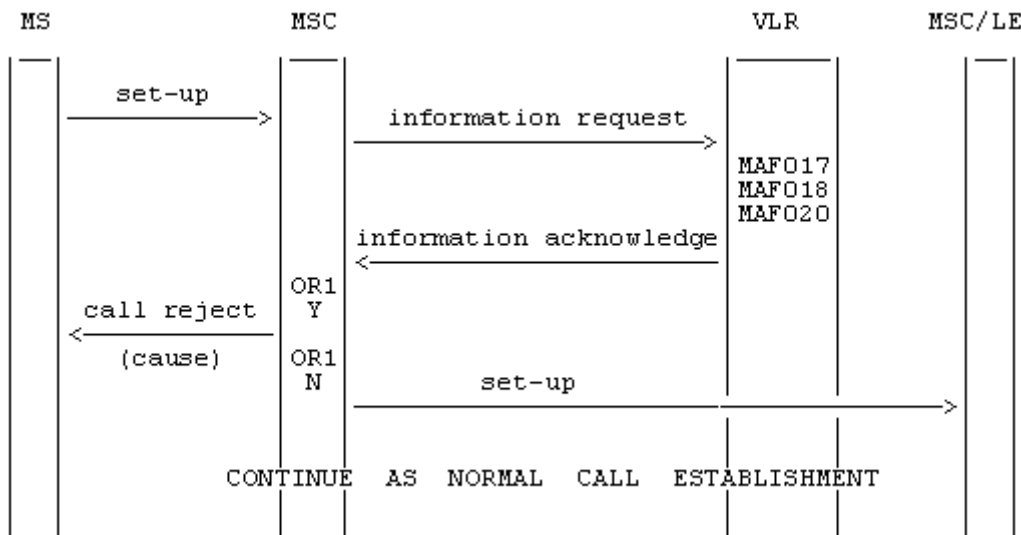 MS MSC VLR MSC/LE
set-up
information request
MAF017
MAF018
MAF020
information acknowledge
OR1
call reject Y
(cause) OR1
N set-up
CONTINUE AS NORMAL CALL ESTABLISHMENT